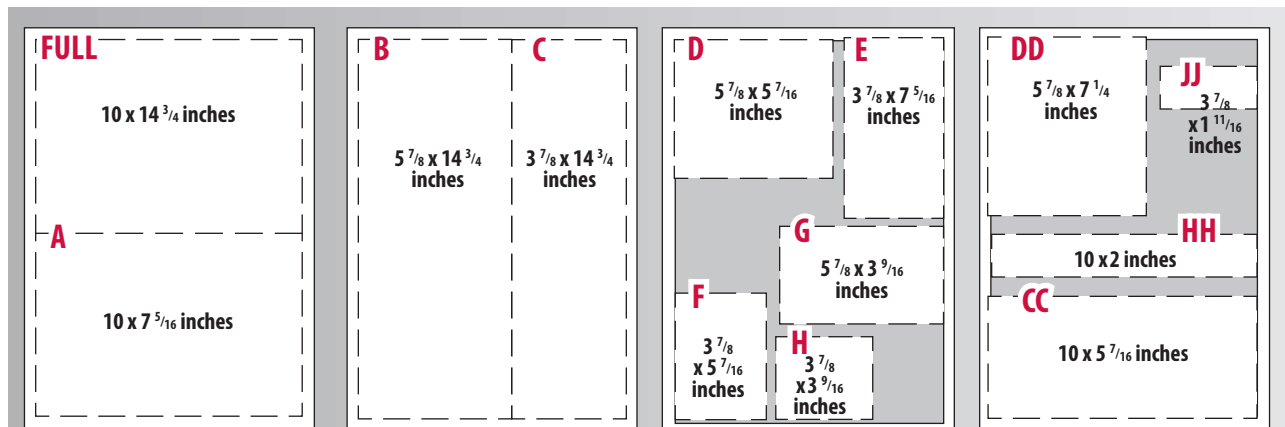 FULL
10 x 14 3/4 inches
A
10 x 7 5/16 inches
B
5 7/8 x 14 3/4
inches
C
3 7/8 x 14 3/4
inches
D
5 7/8 x 5 7/16
inches
E
3 7/8 x 7 5/16
inches
G
5 7/8 x 3 9/16
inches
F
3 7/8
x 5 7/16
inches
H
3 7/8
x 3 9/16
inches
DD
5 7/8 x 7 1/4
inches
JJ
3 7/8
x 1 11/16
inches
HH
10 x 2 inches
CC
10 x 5 7/16 inches